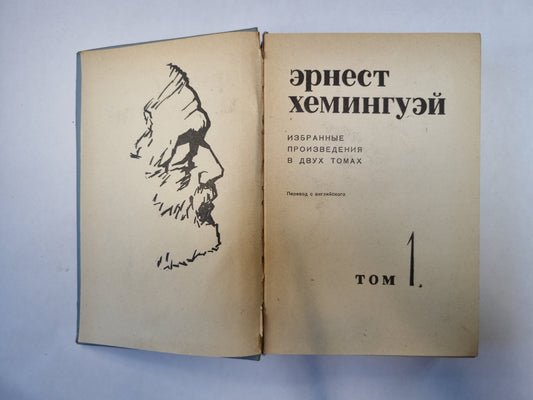 эрнест
хемингуэй
ИЗБРАННЫЕ
ПРОИЗВЕДЕНИЯ
В ДВУХ ТОМАХ
Перевод с английского
том 1.